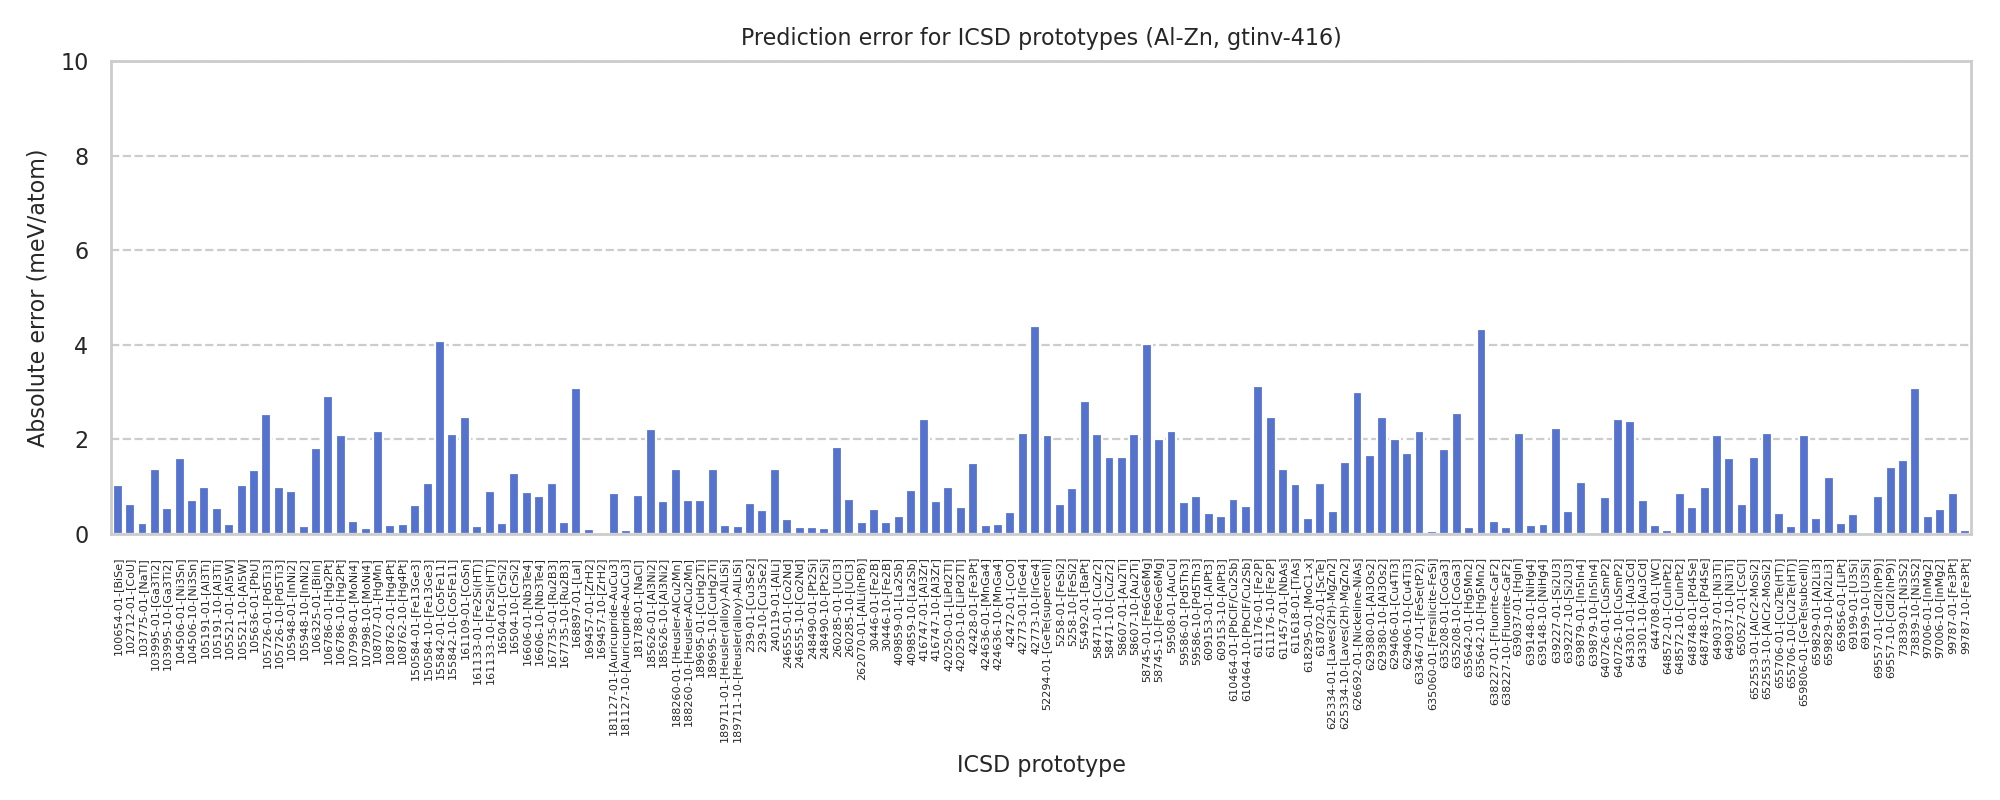 Prediction error for ICSD prototypes (Al-Zn, gtinv-416)
Absolute error (meV/atom)
10
8
6
4
2
0
100654-01-[BiSe]
102712-01-[CoU]
103775-01-[NaTl]
103995-01-[Ga3Ti2]
103995-10-[Ga3Ti2]
104506-01-[Ni3Sn]
104506-10-[Ni3Sn]
105191-01-[Al3Ti]
105191-10-[Al3Ti]
105521-01-[Al5W]
105521-10-[Al5W]
105636-01-[PbU]
105726-01-[Pd5Ti3]
105726-10-[Pd5Ti3]
105948-01-[InNi2]
105948-10-[InNi2]
106325-01-[BiIn]
106786-01-[Hg2Pt]
106786-10-[Hg2Pt]
107998-01-[MoNi4]
107998-10-[MoNi4]
108707-01-[HgMn]
108762-01-[Hg4Pt]
108762-10-[Hg4Pt]
150584-01-[Fe13Ge3]
150584-10-[Fe13Ge3]
155842-01-[Co5Fe11]
155842-10-[Co5Fe11]
161109-01-[CoSn]
161133-01-[Fe2Si(HT)]
161133-10-[Fe2Si(HT)]
16504-01-[CrSi2]
16504-10-[CrSi2]
16606-01-[Nb3Te4]
16606-10-[Nb3Te4]
167735-01-[Ru2B3]
167735-10-[Ru2B3]
168897-01-[LaI]
169457-01-[ZrH2]
169457-10-[ZrH2]
181127-01-[Auricupride-AuCu3]
181127-10-[Auricupride-AuCu3]
181788-01-[NaCl]
185626-01-[Al3Ni2]
185626-10-[Al3Ni2]
188260-01-[Heusler-AlCu2Mn]
188260-10-[Heusler-AlCu2Mn]
189695-01-[CuHg2Ti]
189695-10-[CuHg2Ti]
189711-01-[Heusler(alloy)-AlLiSi]
189711-10-[Heusler(alloy)-AlLiSi]
239-01-[Cu3Se2]
239-10-[Cu3Se2]
240119-01-[AlLi]
246555-01-[Co2Nd]
246555-10-[Co2Nd]
248490-01-[Pt2Si]
248490-10-[Pt2Si]
260285-01-[UCl3]
260285-10-[UCl3]
262070-01-[AlLi(hP8)]
30446-01-[Fe2B]
30446-10-[Fe2B]
409859-01-[La2Sb]
409859-10-[La2Sb]
416747-01-[Al3Zr]
416747-10-[Al3Zr]
420250-01-[LiPd2Tl]
420250-10-[LiPd2Tl]
42428-01-[Fe3Pt]
424636-01-[MnGa4]
424636-10-[MnGa4]
42472-01-[CoO]
42773-01-[IrGe4]
42773-10-[IrGe4]
52294-01-[GeTe(supercell)]
5258-01-[FeSi2]
5258-10-[FeSi2]
55492-01-[BaPt]
58471-01-[CuZr2]
58471-10-[CuZr2]
58607-01-[Au2Ti]
58607-10-[Au2Ti]
58745-01-[Fe6Ge6Mg]
58745-10-[Fe6Ge6Mg]
59508-01-[AuCu]
59586-01-[Pd5Th3]
59586-10-[Pd5Th3]
609153-01-[AlPt3]
609153-10-[AlPt3]
610464-01-[PbClF/Cu2Sb]
610464-10-[PbClF/Cu2Sb]
611176-01-[Fe2P]
611176-10-[Fe2P]
611457-01-[NbAs]
611618-01-[TiAs]
618295-01-[MoC1-x]
618702-01-[ScTe]
625334-01-[Laves(2H)-MgZn2]
625334-10-[Laves(2H)-MgZn2]
626692-01-[Nickeline-NiAs]
629380-01-[Al3Os2]
629380-10-[Al3Os2]
629406-01-[Cu4Ti3]
629406-10-[Cu4Ti3]
633467-01-[FeSe(tP2)]
635060-01-[Fersilicite-FeSi]
635208-01-[CoGa3]
635208-10-[CoGa3]
635642-01-[Hg5Mn2]
635642-10-[Hg5Mn2]
638227-01-[Fluorite-CaF2]
638227-10-[Fluorite-CaF2]
639037-01-[HgIn]
639148-01-[NiHg4]
639148-10-[NiHg4]
639227-01-[Si2U3]
639227-10-[Si2U3]
639879-01-[In5In4]
639879-10-[In5In4]
640726-01-[CuSmP2]
640726-10-[CuSmP2]
643301-01-[Au3Cd]
643301-10-[Au3Cd]
644708-01-[WC]
648572-01-[CuInPt2]
648572-10-[CuInPt2]
648748-01-[Pd4Se]
648748-10-[Pd4Se]
649037-01-[Ni3Ti]
649037-10-[Ni3Ti]
650527-01-[CsCl]
652553-01-[AlCr2-MoSi2]
652553-10-[AlCr2-MoSi2]
655706-01-[Cu2Te(HT)]
655706-10-[Cu2Te(HT)]
659806-01-[GeTe(subcell)]
659829-01-[Al2Li3]
659829-10-[Al2Li3]
659856-01-[LiPt]
69199-01-[U3Si]
69199-10-[U3Si]
69557-01-[CdI2(hP9)]
69557-10-[CdI2(hP9)]
73839-01-[Ni3S2]
73839-10-[Ni3S2]
97006-01-[InMg2]
97006-10-[InMg2]
99787-01-[Fe3Pt]
99787-10-[Fe3Pt]
ICSD prototype